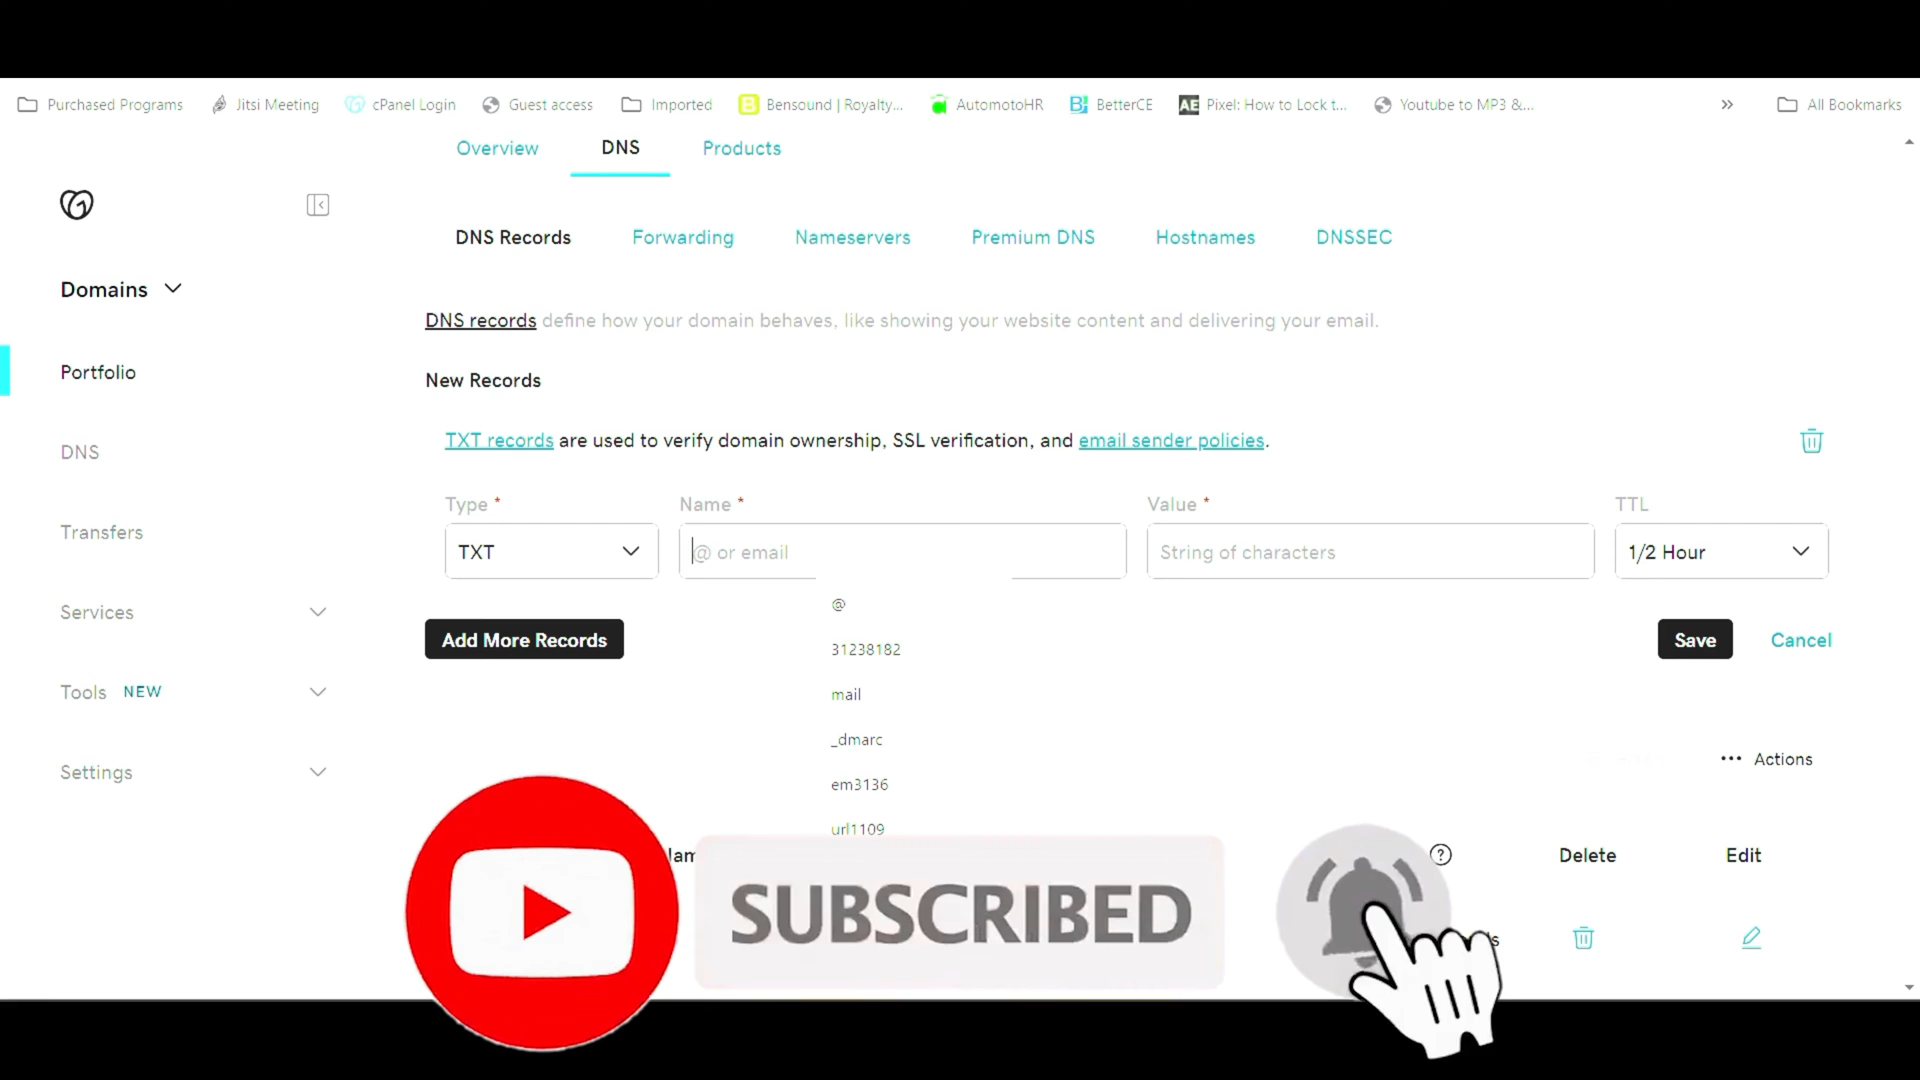 Purchased Programs Jitsi Meeting cPanel Login Guest access Imported Bensound | Royalty... AutomotoHR BetterCE AE Pixel: How to Lock t... Youtube to MP3 &... » All Bookmarks
Overview DNS Products
DNS Records Forwarding Nameservers Premium DNS Hostnames DNSSEC
Domains
DNS records define how your domain behaves, like showing your website content and delivering your email.
Portfolio
New Records
TXT records are used to verify domain ownership, SSL verification, and email sender policies.
DNS
Type * Name * Value * TTL
Transfers
TXT @ or email String of characters 1/2 Hour
@
Services
Add More Records 31238182 Save Cancel
mail
Tools NEW
_dmarc
Actions
Settings
em3136
url1109
Delete Edit
SUBSCRIBED